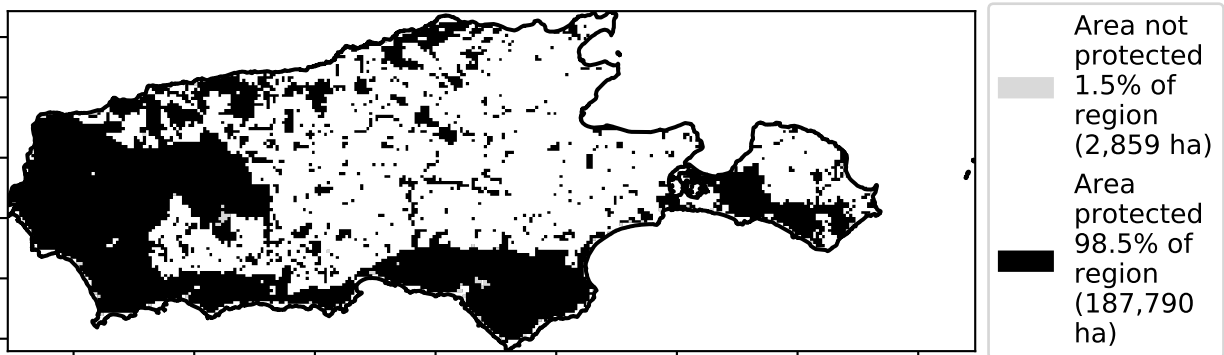 Area not
protected
1.5% of
region
(2,859 ha)
Area
protected
98.5% of
region
(187,790
ha)